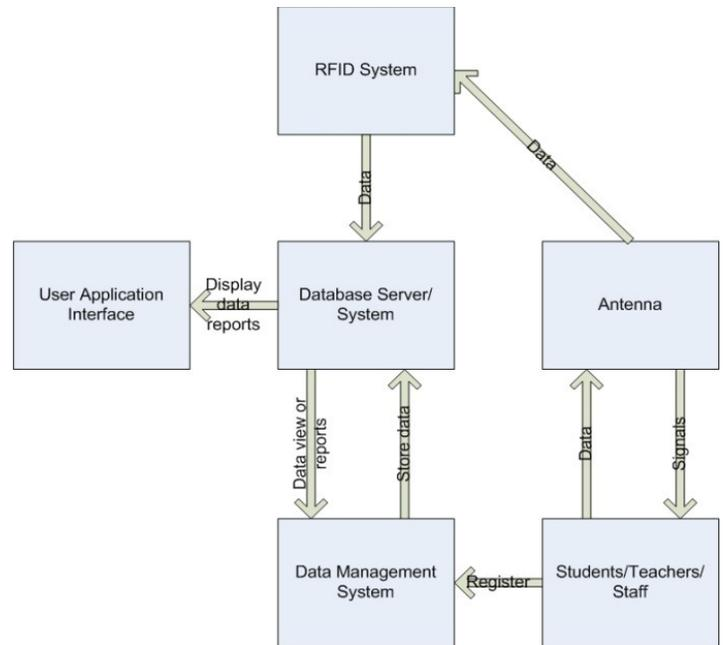 RFID System
Data
Data
User Application
Interface
Display
data
reports
Database Server/
System
Antenna
Data view or
reports
Store data
Data
Signals
Data Management
System
Register
Students/Teachers/
Staff